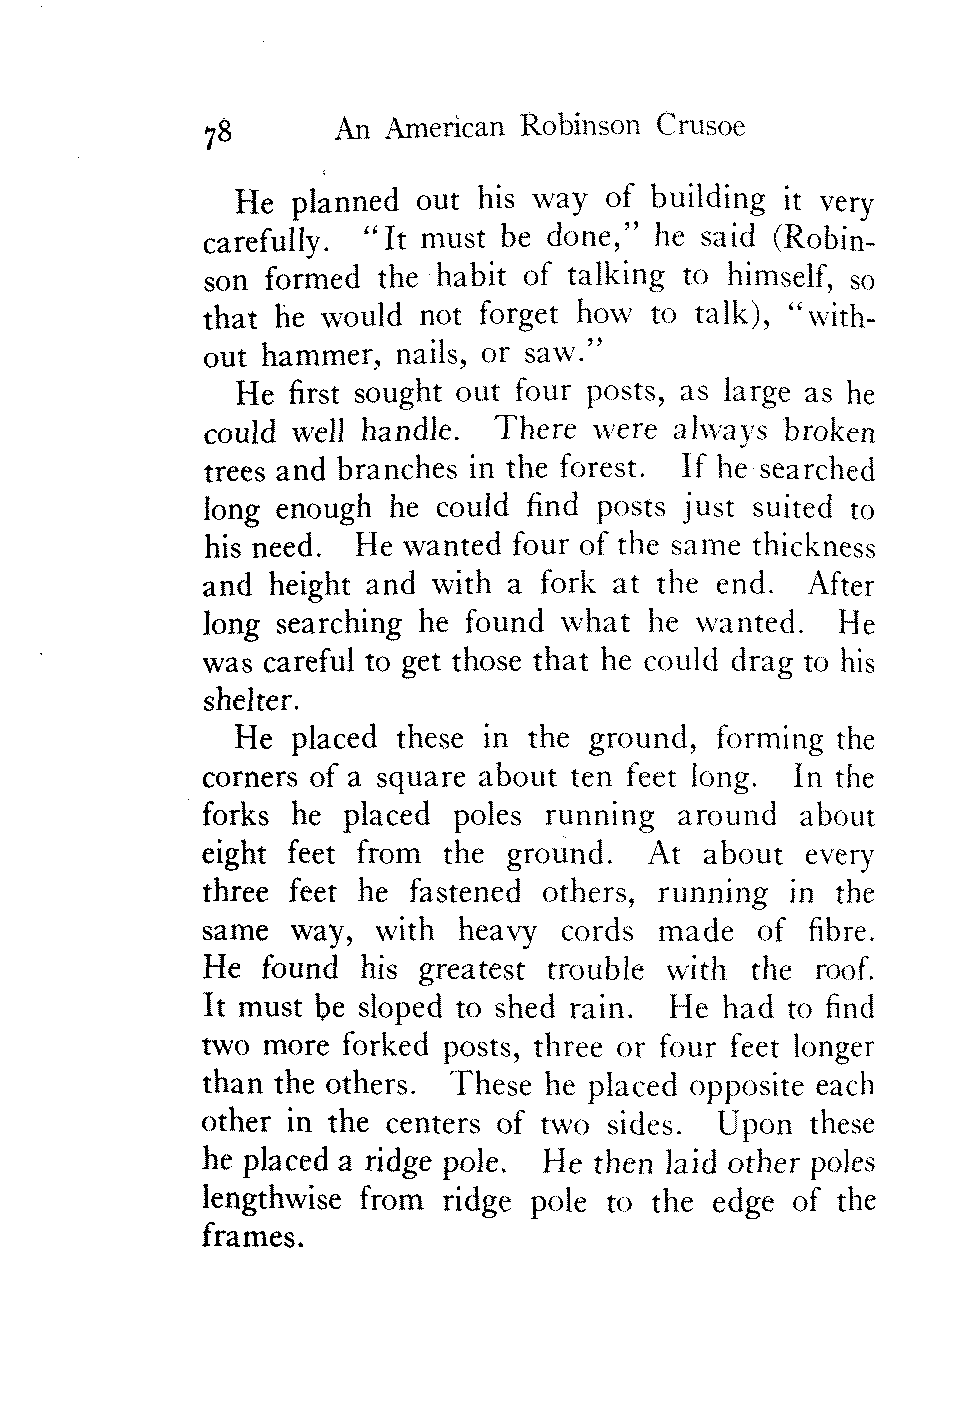 78 An American Robinson Crusoe
He planned out his way of building it very
carefully. "It must be done," he said (Robin-
son formed the habit of talking to himself, so
that he would not forget how to talk), "with-
out hammer, nails, or saw."
He first sought out four posts, as large as he
could well handle. There were always broken
trees and branches in the forest. If he searched
long enough he could find posts just suited to
his need. He wanted four of the same thickness
and height and with a fork at the end. After
long searching he found what he wanted. He
was careful to get those that he could drag to his
shelter.
He placed these in the ground, forming the
corners of a square about ten feet long. In the
forks he placed poles running around about
eight feet from the ground. At about every
three feet he fastened others, running in the
same way, with heavy cords made of fibre.
He found his greatest trouble with the roof.
It must be sloped to shed rain. He had to find
two more forked posts, three or four feet longer
than the others. These he placed opposite each
other in the centers of two sides. Upon these
he placed a ridge pole. He then laid other poles
lengthwise from ridge pole to the edge of the
frames.